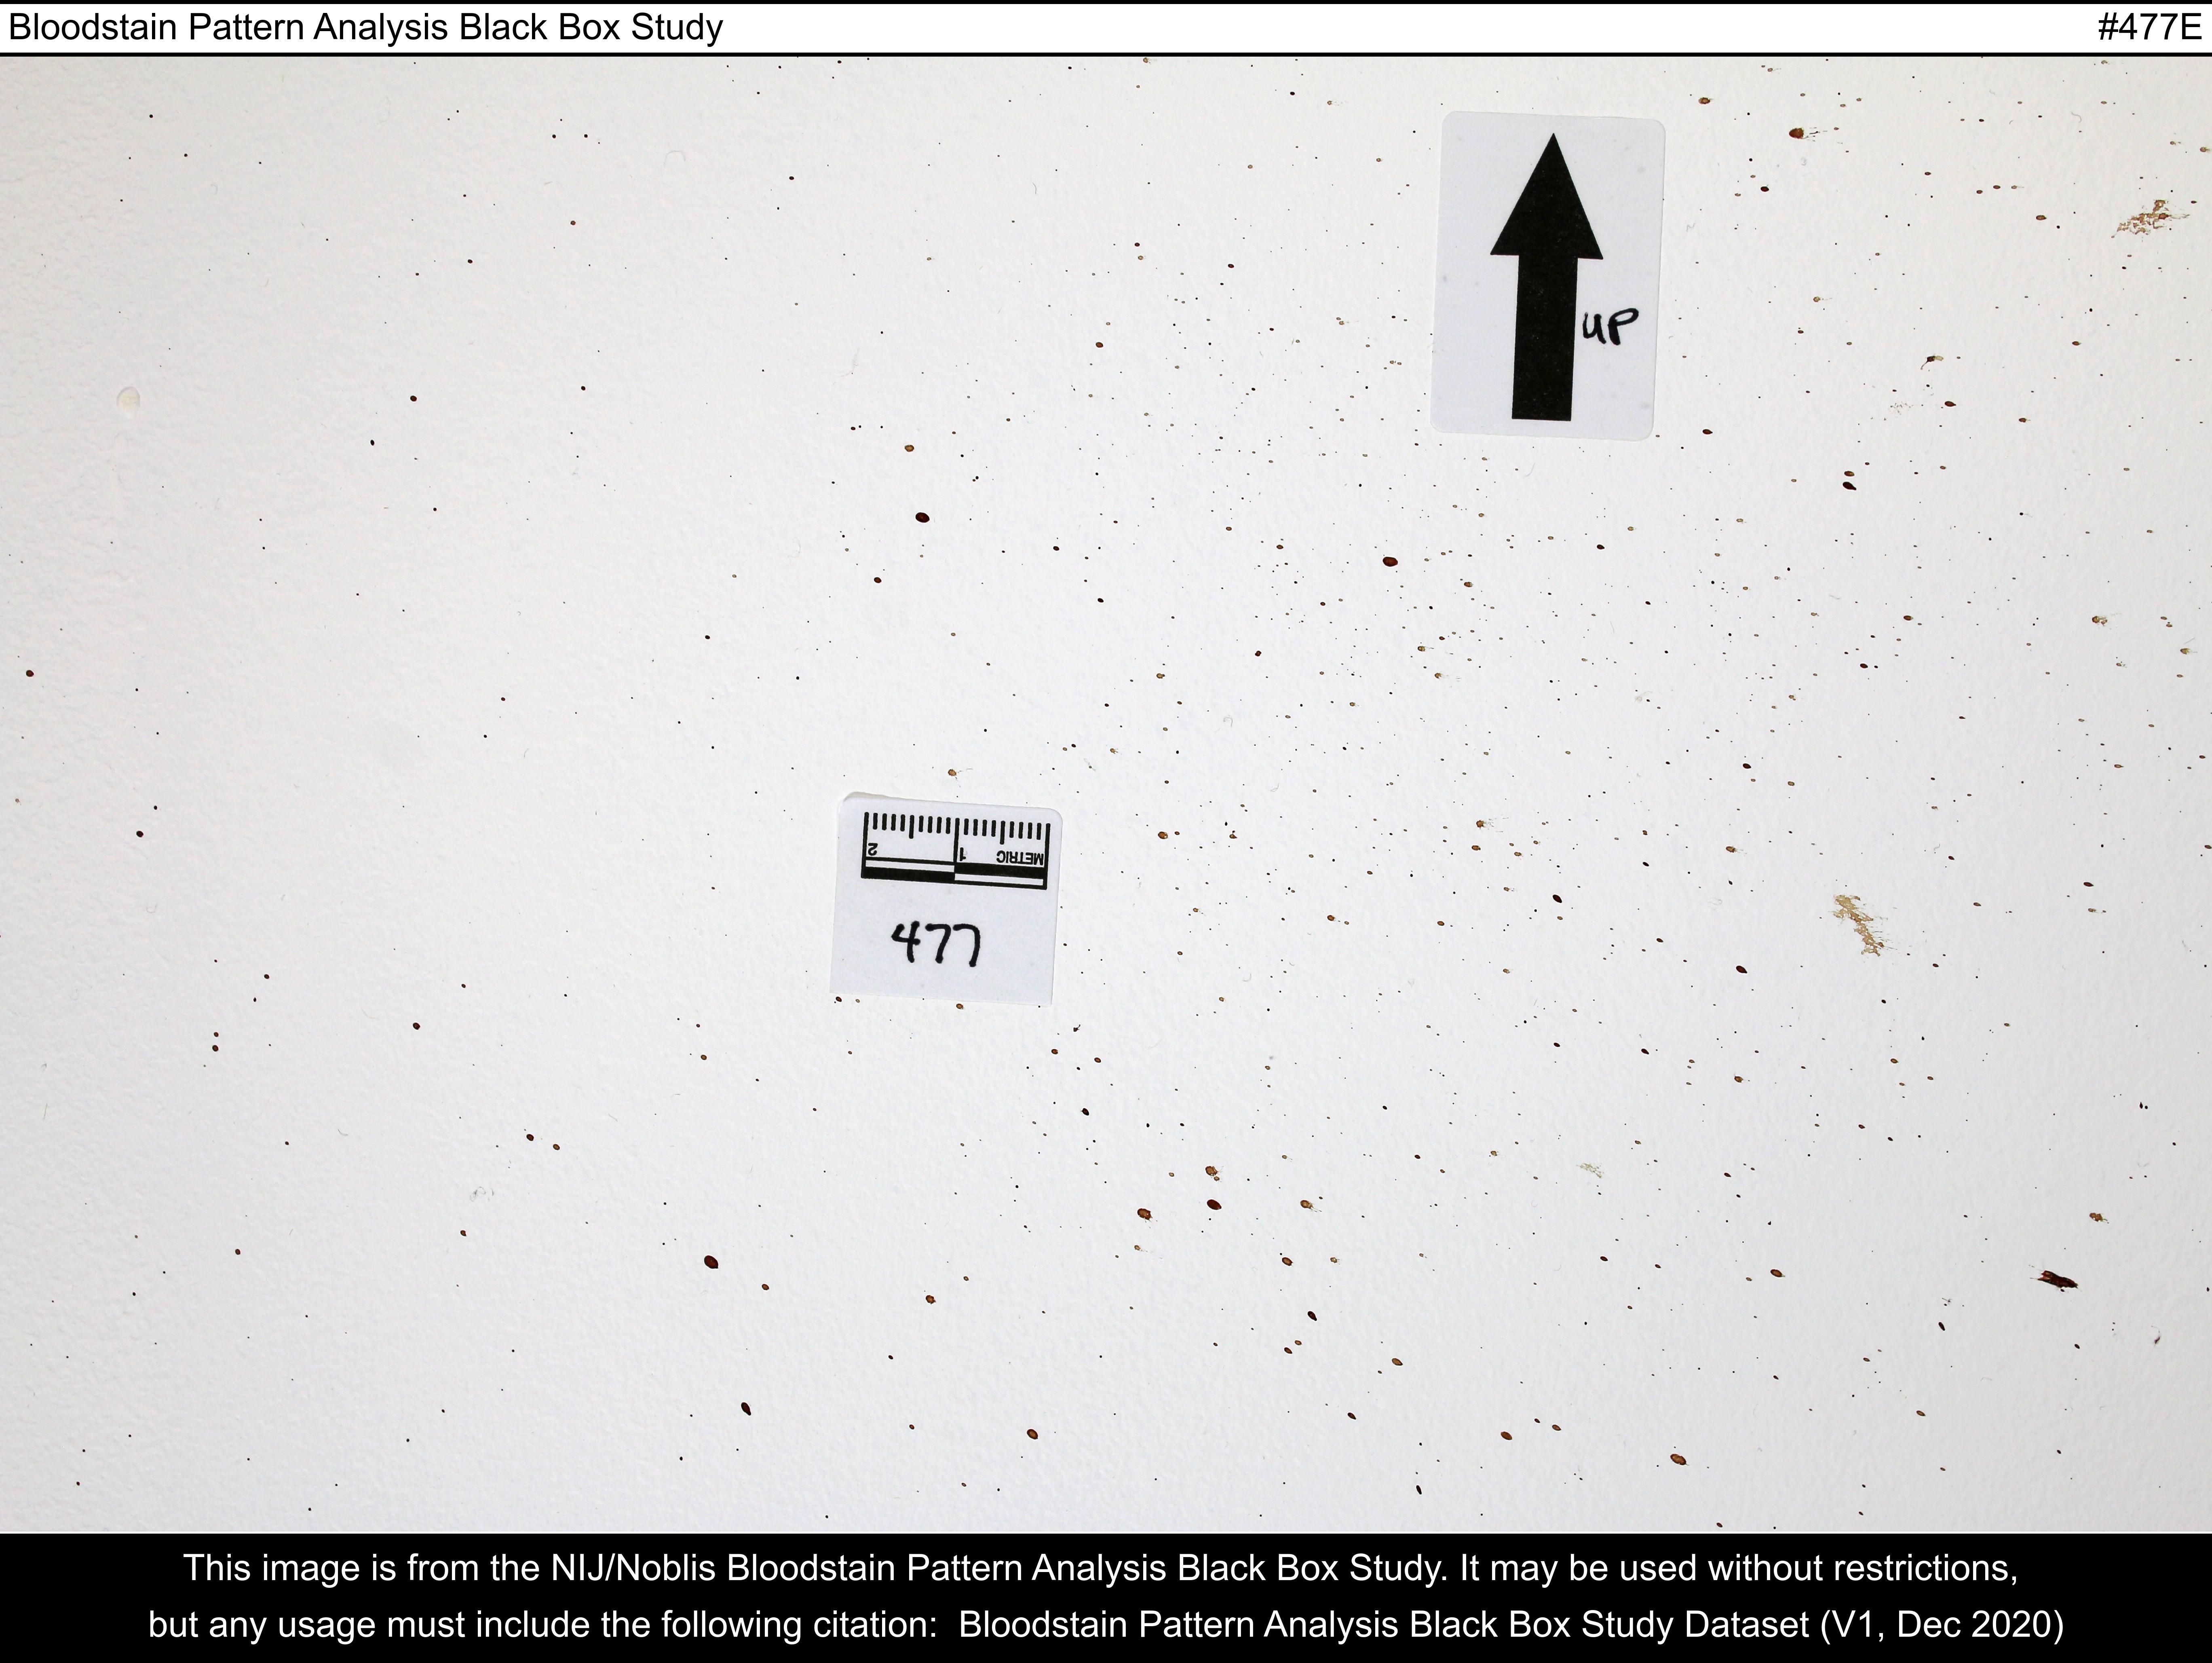 Bloodstain Pattern Analysis Black Box Study #477E
UP
2 1 METRIC
477
This image is from the NIJ/Noblis Bloodstain Pattern Analysis Black Box Study. It may be used without restrictions,
but any usage must include the following citation: Bloodstain Pattern Analysis Black Box Study Dataset (V1, Dec 2020)